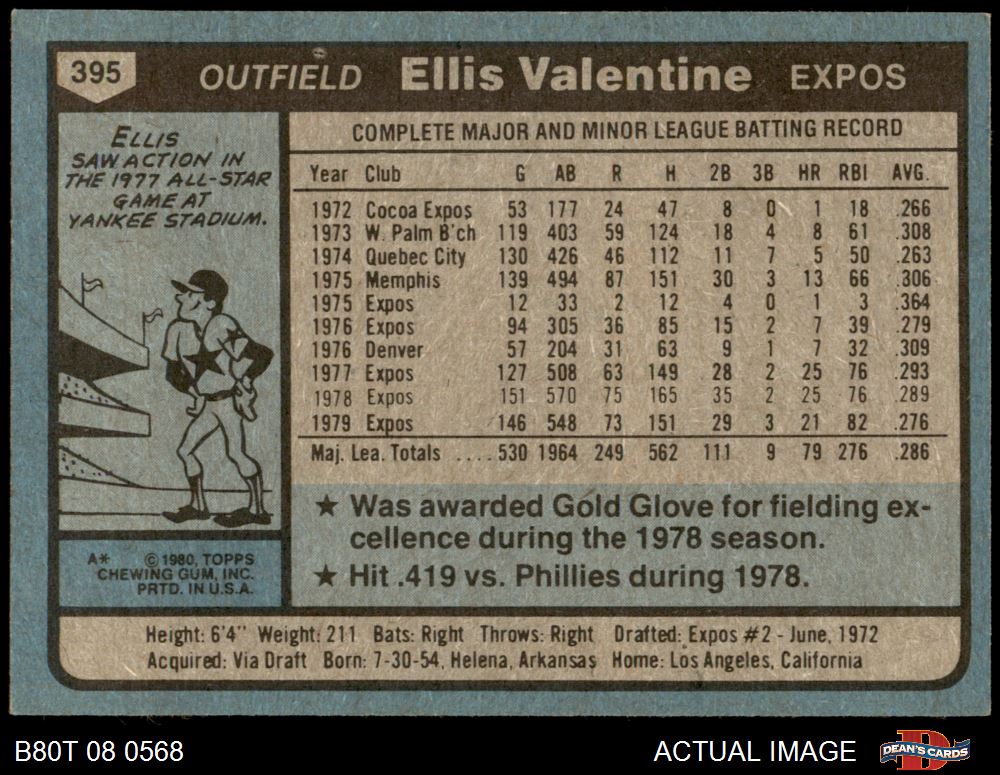 395 OUTFIELD Ellis Valentine EXPOS
ELLIS
SAW ACTION IN
THE 1977 ALL-STAR
GAME AT
YANKEE STADIUM.
COMPLETE MAJOR AND MINOR LEAGUE BATTING RECORD
Year Club G AB R H 2B 3B HR RBI AVG.
1972 Cocoa Expos 53 177 24 47 8 0 1 18 .266
1973 W. Palm B'ch 119 403 59 124 18 4 8 61 .308
1974 Quebec City 130 426 46 112 11 7 5 50 .263
1975 Memphis 139 494 87 151 30 3 13 66 .306
1975 Expos 12 33 2 12 4 0 1 3 .364
1976 Expos 94 305 36 85 15 2 7 39 .279
1976 Denver 57 204 31 63 9 1 7 32 .309
1977 Expos 127 508 63 149 28 2 25 76 .293
1978 Expos 151 570 75 165 35 2 25 76 .289
1979 Expos 146 548 73 151 29 3 21 82 .276
Maj. Lea. Totals ....530 1964 249 562 111 9 79 276 .286
★ Was awarded Gold Glove for fielding ex-
cellence during the 1978 season.
★ Hit .419 vs. Phillies during 1978.
A* © 1980, TOPPS
CHEWING GUM, INC.
PRTD. IN U.S.A.
Height: 6'4" Weight: 211 Bats: Right Throws: Right Drafted: Expos #2 - June, 1972
Acquired: Via Draft Born: 7-30-54, Helena, Arkansas Home: Los Angeles, California
B80T 08 0568 ACTUAL IMAGE DEAN'S CARDS